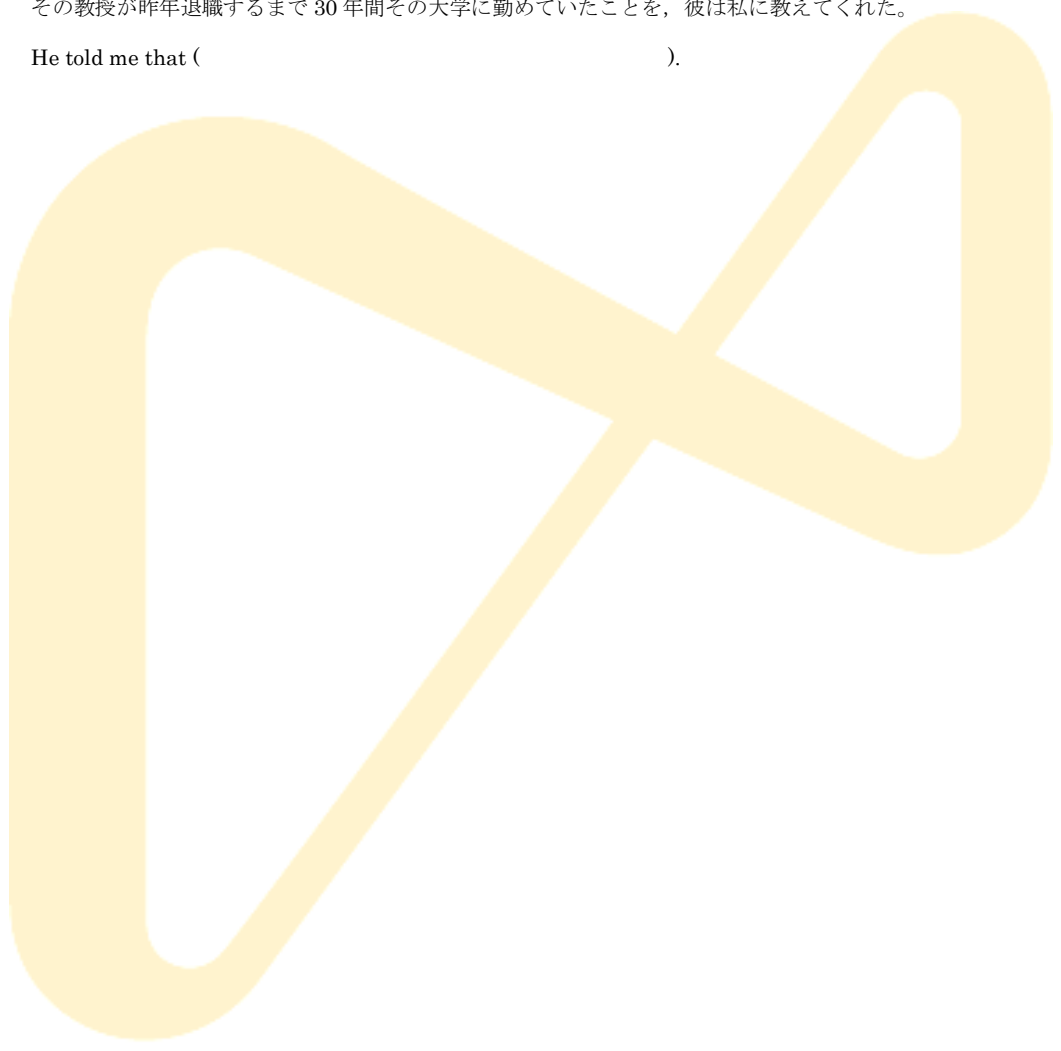 その教授が昨年退職するまで 30 年間その大学に勤めていたことを，彼は私に教えてくれた。
He told me that ( ).